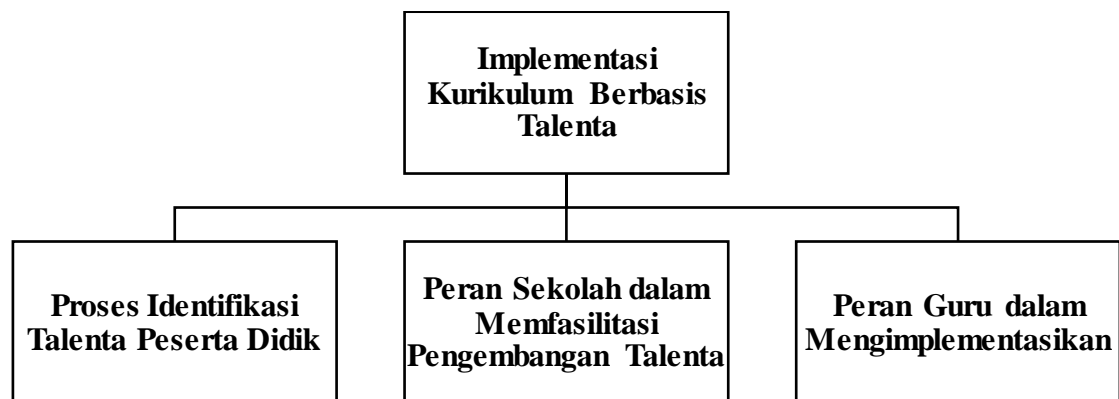 Implementasi
Kurikulum Berbasis
Talenta
Proses Identifikasi
Talenta Peserta Didik
Peran Sekolah dalam
Memfasilitasi
Pengembangan Talenta
Peran Guru dalam
Mengimplementasikan